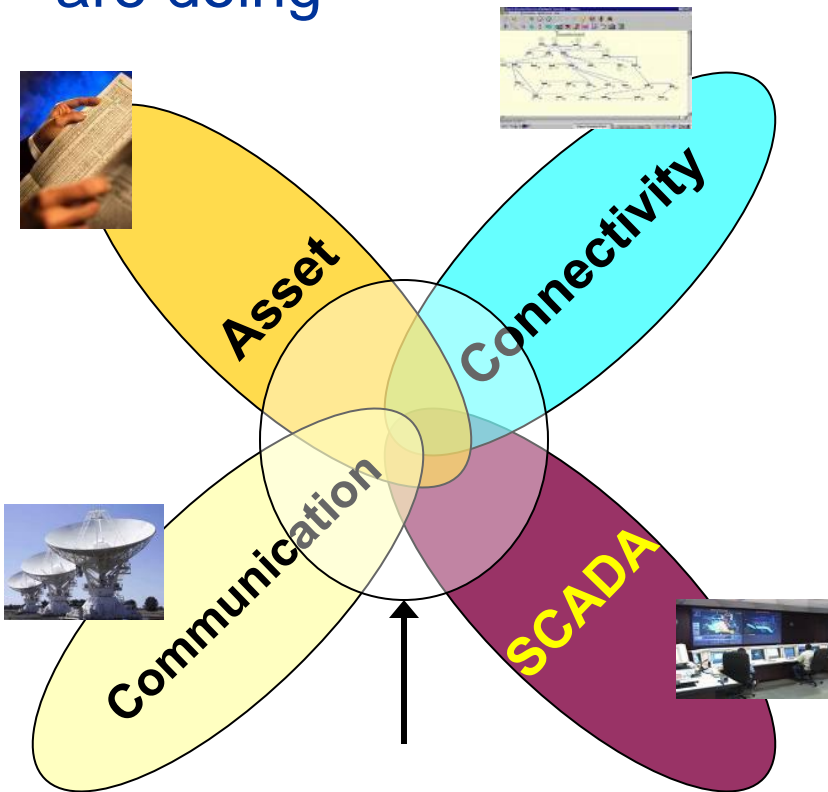 are doing
Asset
Connectivity
Communication
SCADA